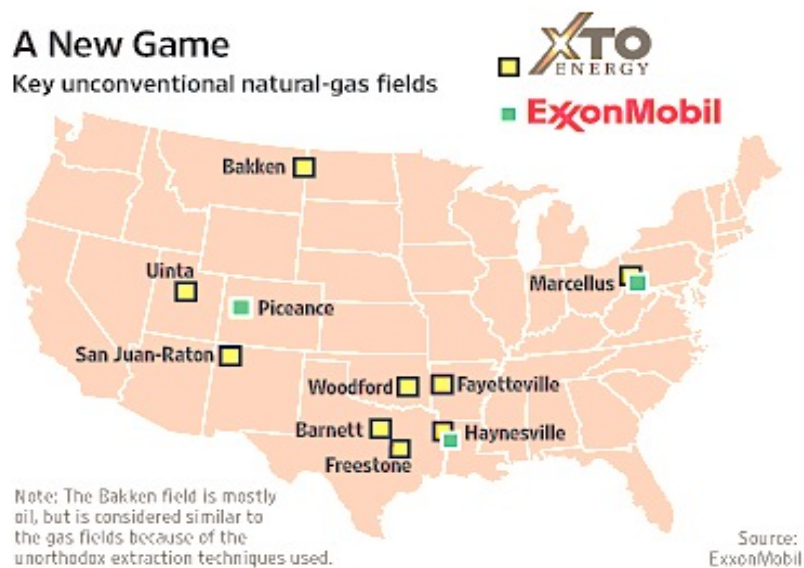 A New Game
Key unconventional natural-gas fields
XTO
ENERGY
ExxonMobil
Bakken
Uinta
Piceance
Marcellus
San Juan-Raton
Woodford
Fayetteville
Barnett
Haynesville
Freestone
Note: The Bakken field is mostly
oil, but is considered similar to
the gas fields because of the
unorthodox extraction techniques used.
Source:
ExxonMobil